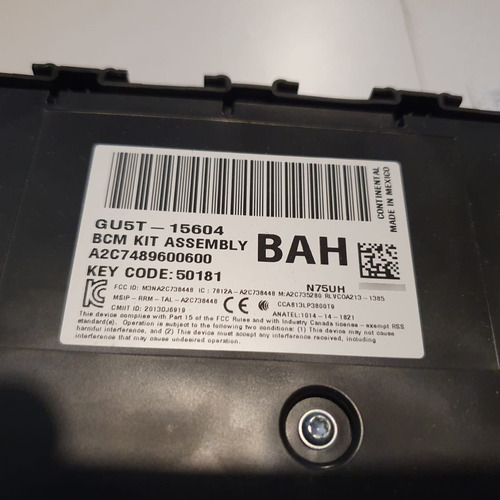 CONTINENTAL
MADE IN MEXICO
GU5T-15604
BCM KIT ASSEMBLY
BAH
A2C7489600600
KEY CODE: 50181
N75UH
FCC ID: M3NA2C738448 IC: 7812A-A2C738448 M:A2C735280 RLVCOA213-1385
MSIP-RRM-TAL-A2C738448 CE CCAB13LP3800T9
CMIIT ID: 2013DJ6919 ANATEL:1014-14-1821
This device complies with Part 15 of the FCC Rules and with Industry Canada license - exempt RSS
standard(s). Operation is subject to the following two conditions: (1) This device may not cause
harmful interference, and (2) This device must accept any interference received, including
interference that may cause undesired operation.